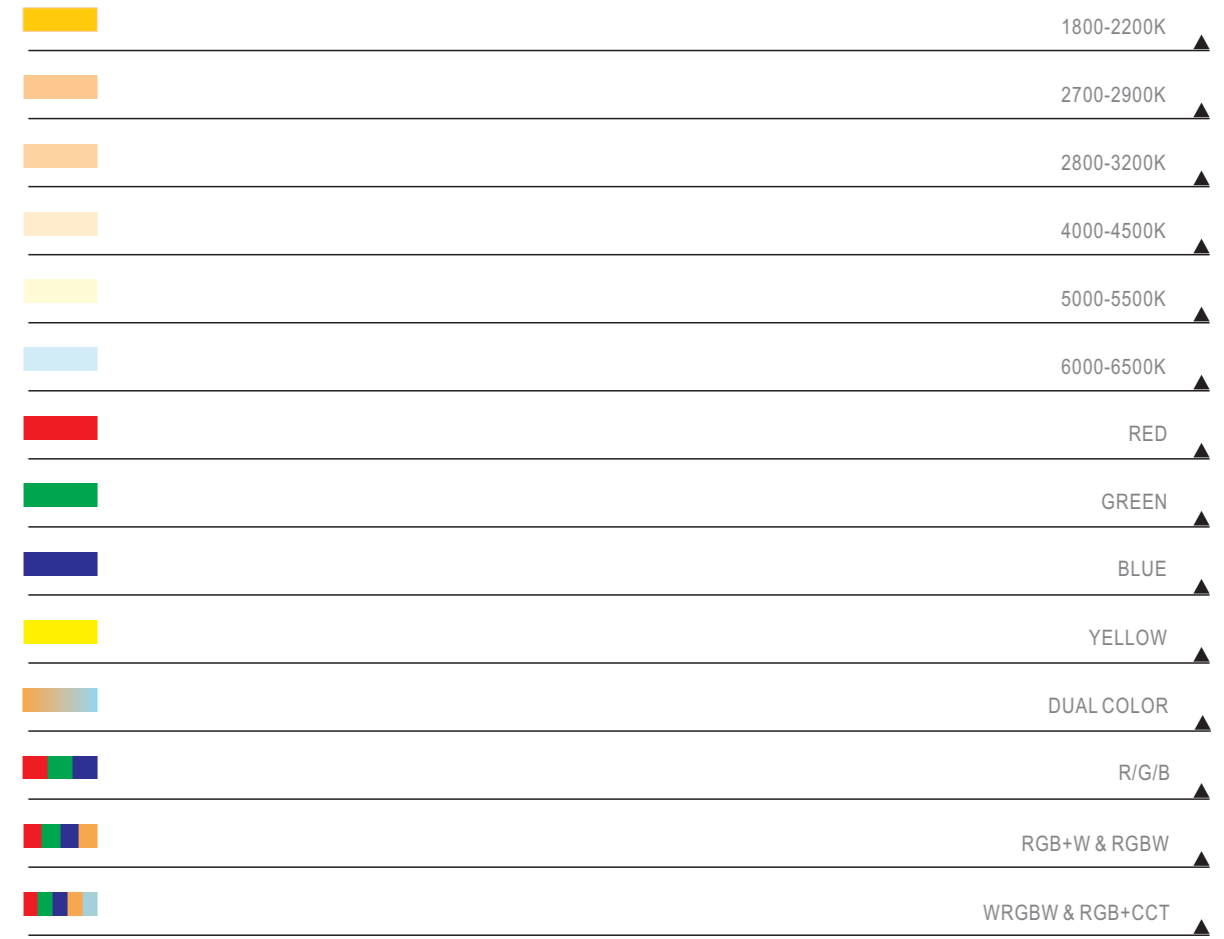 1800-2200K
2700-2900K
2800-3200K
4000-4500K
5000-5500K
6000-6500K
RED
GREEN
BLUE
YELLOW
DUAL COLOR
R/G/B
RGB+W & RGBW
WRGBW & RGB+CCT